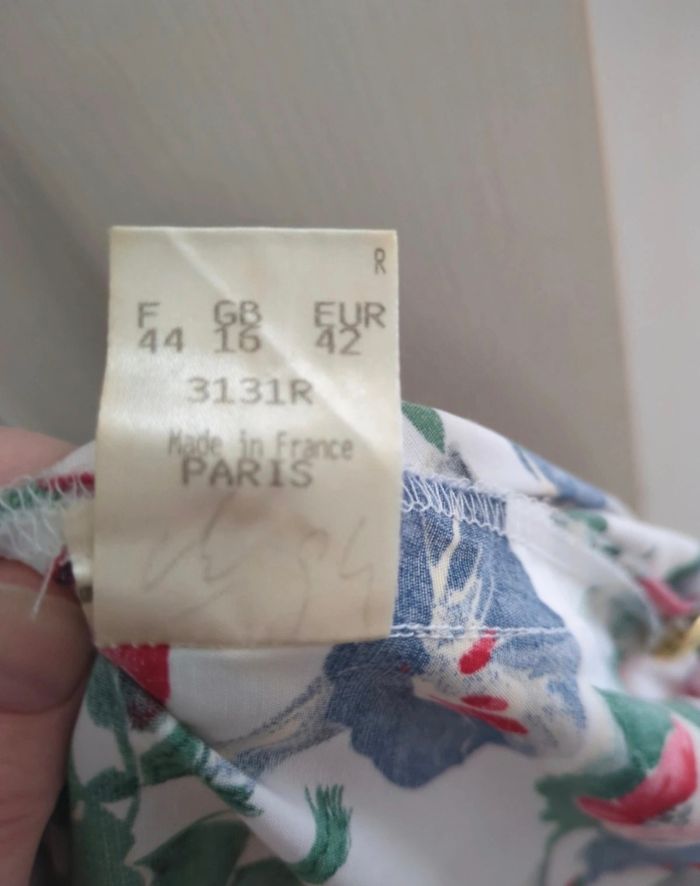 R
F GB EUR
44 16 42
3131R
Made in France
PARIS